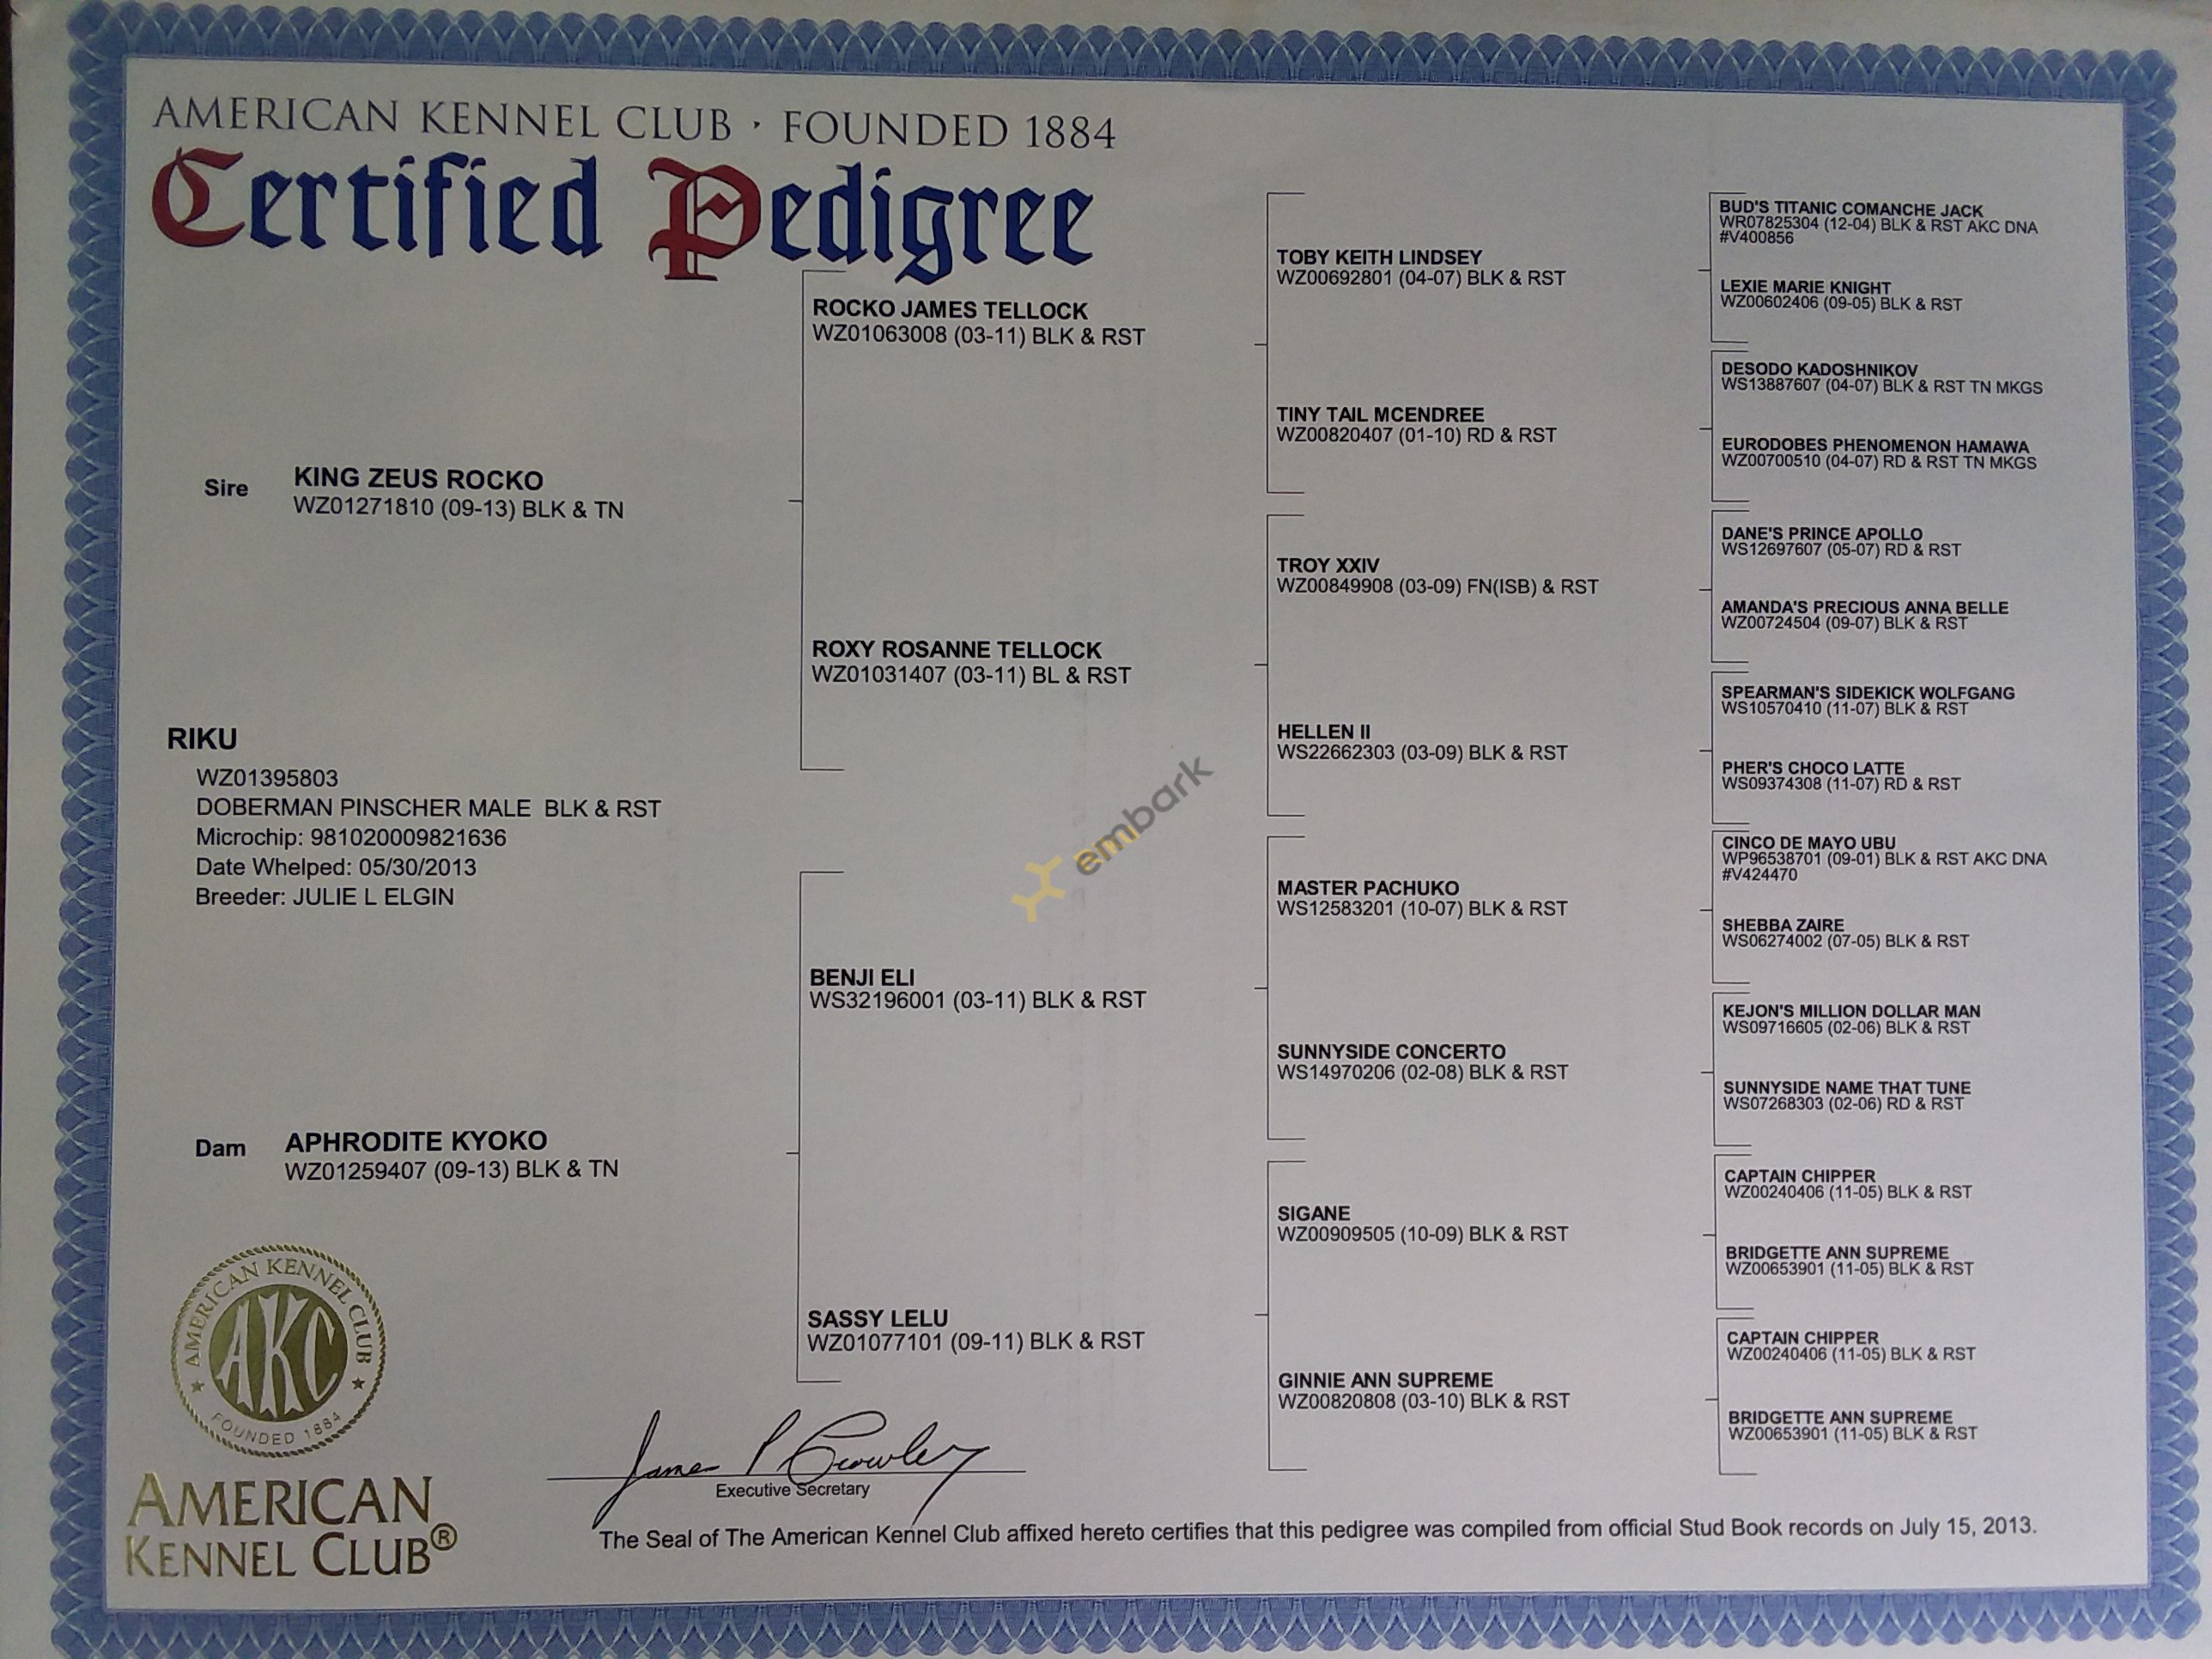 AMERICAN KENNEL CLUB · FOUNDED 1884
Certified Pedigree
Sire
KING ZEUS ROCKO
WZ01271810 (09-13) BLK & TN
RIKU
WZ01395803
DOBERMAN PINSCHER MALE BLK & RST
Microchip: 981020009821636
Date Whelped: 05/30/2013
Breeder: JULIE L ELGIN
Dam
APHRODITE KYOKO
WZ01259407 (09-13) BLK & TN
ROCKO JAMES TELLOCK
WZ01063008 (03-11) BLK & RST
ROXY ROSANNE TELLOCK
WZ01031407 (03-11) BL & RST
BENJI ELI
WS32196001 (03-11) BLK & RST
SASSY LELU
WZ01077101 (09-11) BLK & RST
TOBY KEITH LINDSEY
WZ00692801 (04-07) BLK & RST
TINY TAIL MCENDREE
WZ00820407 (01-10) RD & RST
TROY XXIV
WZ00849908 (03-09) FN(ISB) & RST
HELLEN II
WS22662303 (03-09) BLK & RST
MASTER PACHUKO
WS12583201 (10-07) BLK & RST
SUNNYSIDE CONCERTO
WS14970206 (02-08) BLK & RST
SIGANE
WZ00909505 (10-09) BLK & RST
GINNIE ANN SUPREME
WZ00820808 (03-10) BLK & RST
BUD'S TITANIC COMANCHE JACK
WR07825304 (12-04) BLK & RST AKC DNA
#V400856
LEXIE MARIE KNIGHT
WZ00602406 (09-05) BLK & RST
DESODO KADOSHNIKOV
WS13887607 (04-07) BLK & RST TN MKGS
EURODOBES PHENOMENON HAMAWA
WZ00700510 (04-07) RD & RST TN MKGS
DANE'S PRINCE APOLLO
WS12697607 (05-07) RD & RST
AMANDA'S PRECIOUS ANNA BELLE
WZ00724504 (09-07) BLK & RST
SPEARMAN'S SIDEKICK WOLFGANG
WS10570410 (11-07) BLK & RST
PHER'S CHOCO LATTE
WS09374308 (11-07) RD & RST
CINCO DE MAYO UBU
WP96538701 (09-01) BLK & RST AKC DNA
#V424470
SHEBBA ZAIRE
WS06274002 (07-05) BLK & RST
KEJON'S MILLION DOLLAR MAN
WS09716605 (02-06) BLK & RST
SUNNYSIDE NAME THAT TUNE
WS07268303 (02-06) RD & RST
CAPTAIN CHIPPER
WZ00240406 (11-05) BLK & RST
BRIDGETTE ANN SUPREME
WZ00653901 (11-05) BLK & RST
CAPTAIN CHIPPER
WZ00240406 (11-05) BLK & RST
BRIDGETTE ANN SUPREME
WZ00653901 (11-05) BLK & RST
embark
AMERICAN KENNEL CLUB
AKC
FOUNDED 1884
AMERICAN
KENNEL CLUB®
James P Crowley
Executive Secretary
The Seal of The American Kennel Club affixed hereto certifies that this pedigree was compiled from official Stud Book records on July 15, 2013.